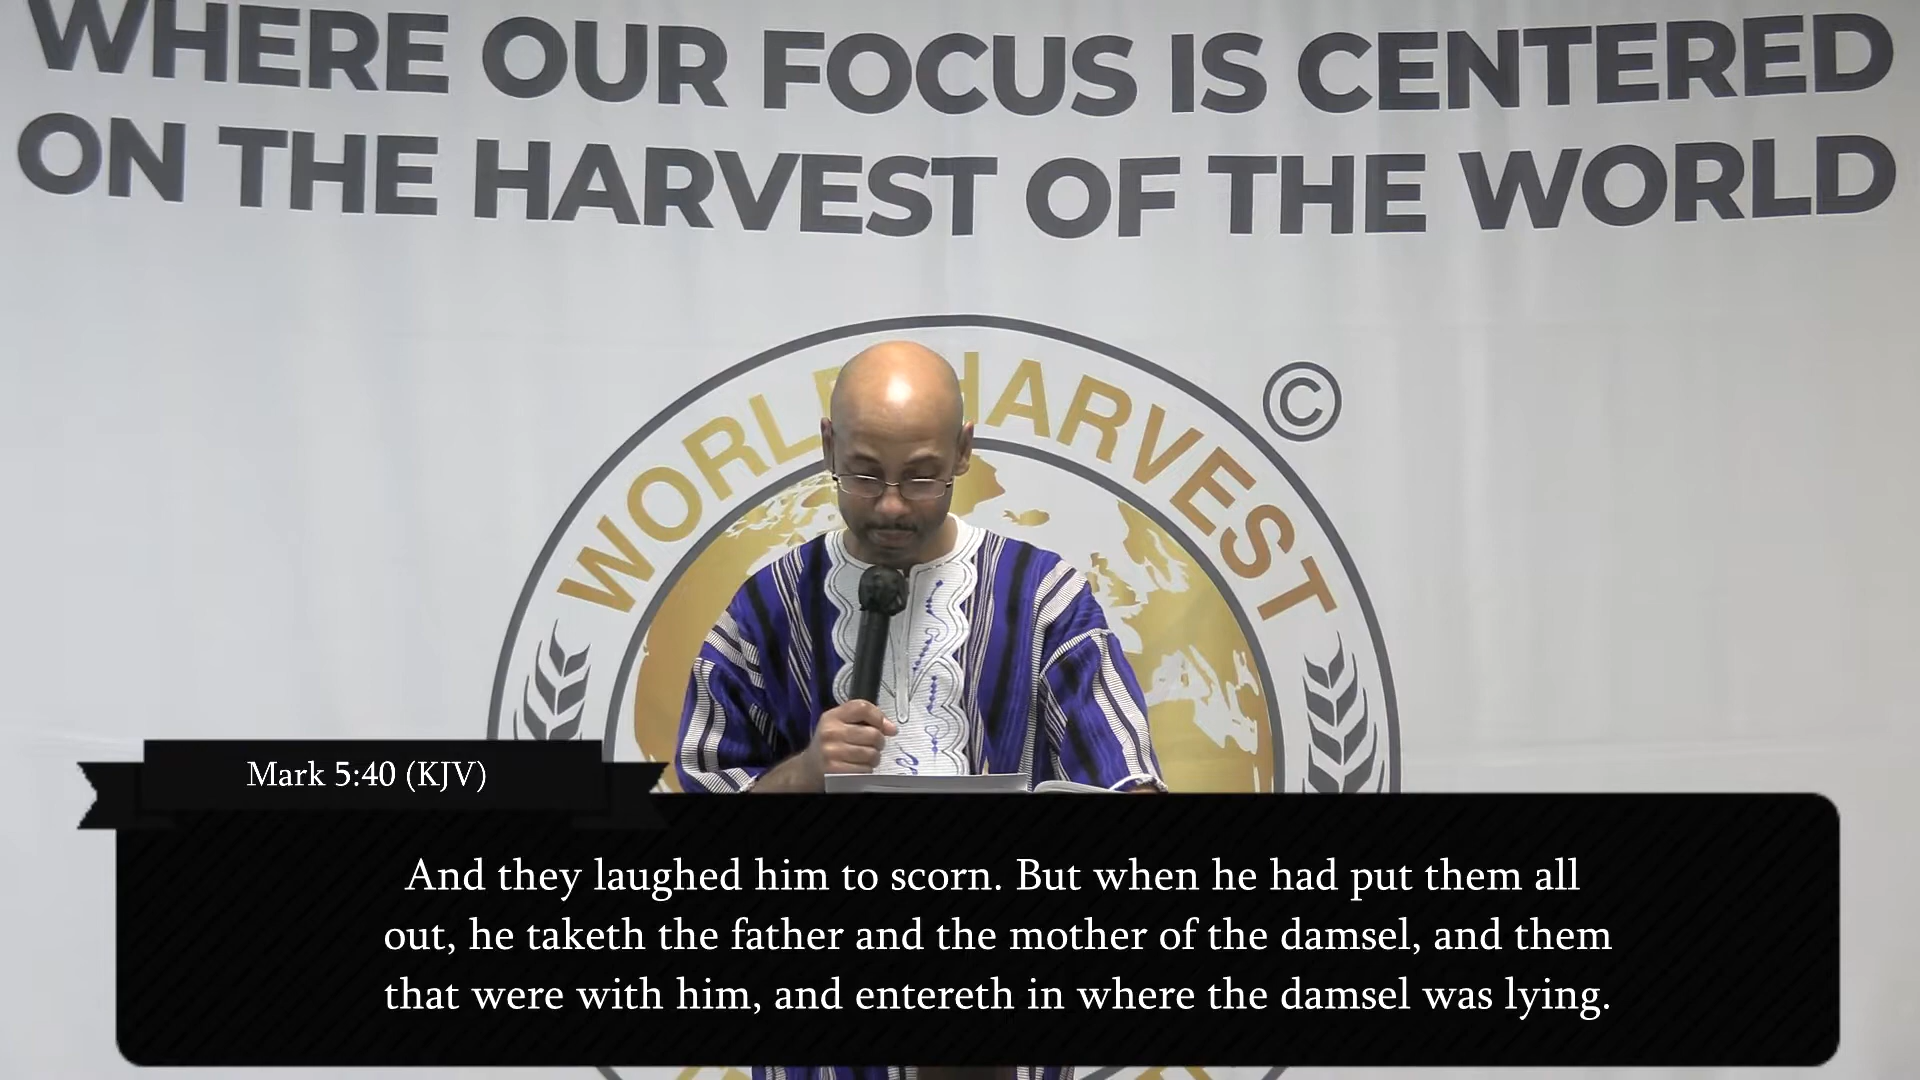 WHERE OUR FOCUS IS CENTERED
ON THE HARVEST OF THE WORLD
WORLD HARVEST
©
Mark 5:40 (KJV)
And they laughed him to scorn. But when he had put them all
out, he taketh the father and the mother of the damsel, and them
that were with him, and entereth in where the damsel was lying.